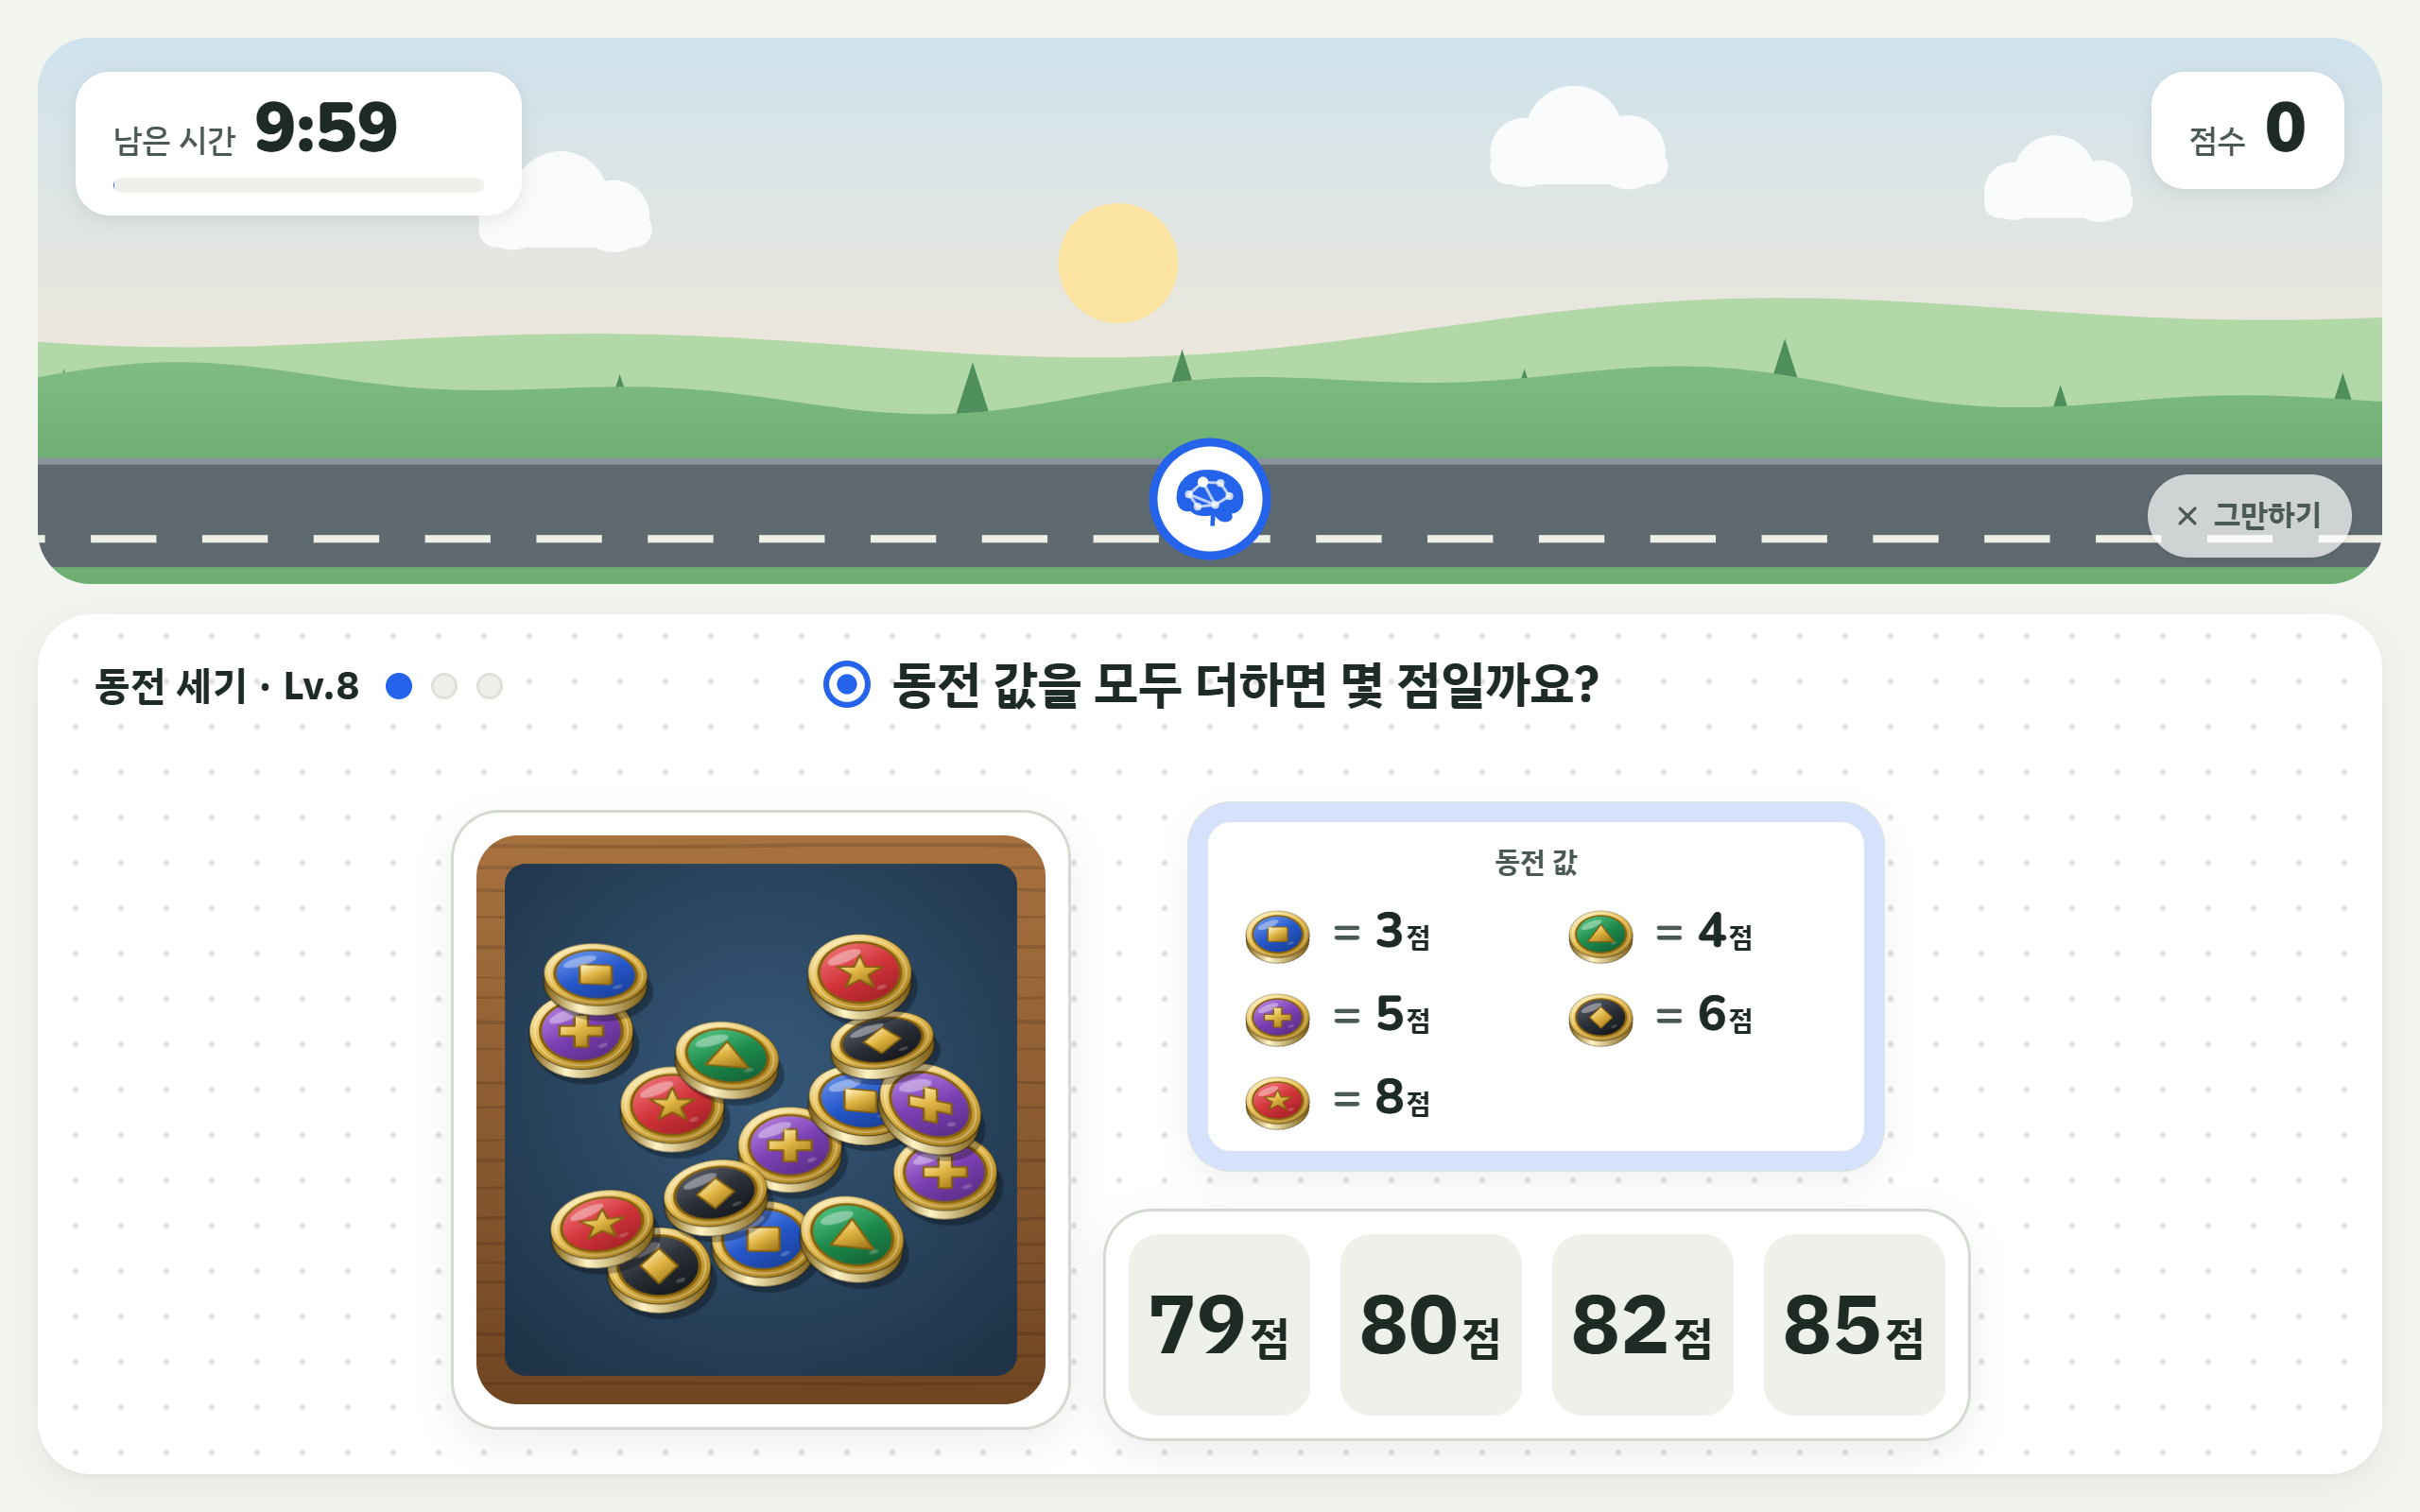 남은 시간 9:59
점수 0
× 그만하기
동전 세기 · Lv.8
동전 값을 모두 더하면 몇 점일까요?
동전 값
= 3점
= 4점
= 5점
= 6점
= 8점
79점
80점
82점
85점